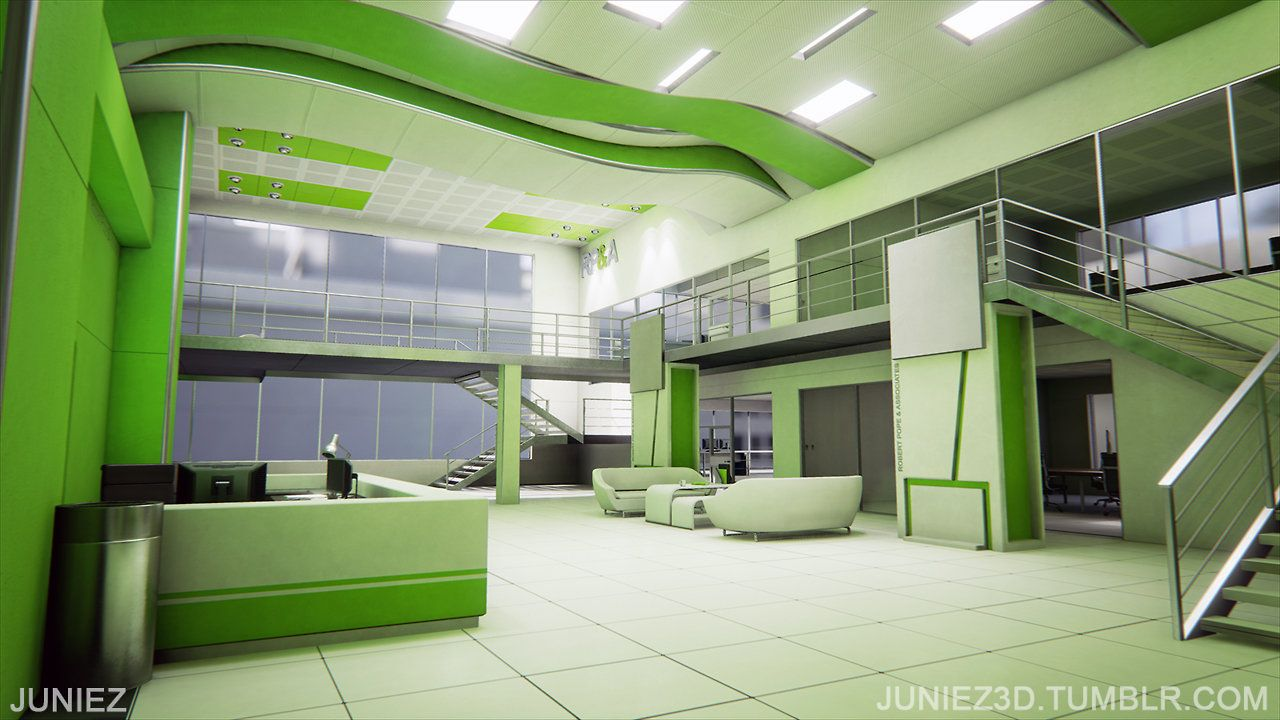 RP&A
ROBERT POPE & ASSOCIATES
JUNIEZ
JUNIEZ3D.TUMBLR.COM